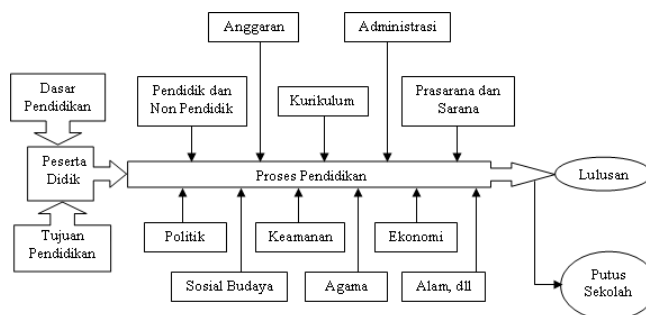 Anggaran
Administrasi
Dasar
Pendidikan
Pendidik dan
Non Pendidik
Kurikulum
Prasarana dan
Sarana
Peserta
Didik
Proses Pendidikan
Lulusan
Tujuan
Pendidikan
Politik
Keamanan
Ekonomi
Sosial Budaya
Agama
Alam, dll
Putus
Sekolah